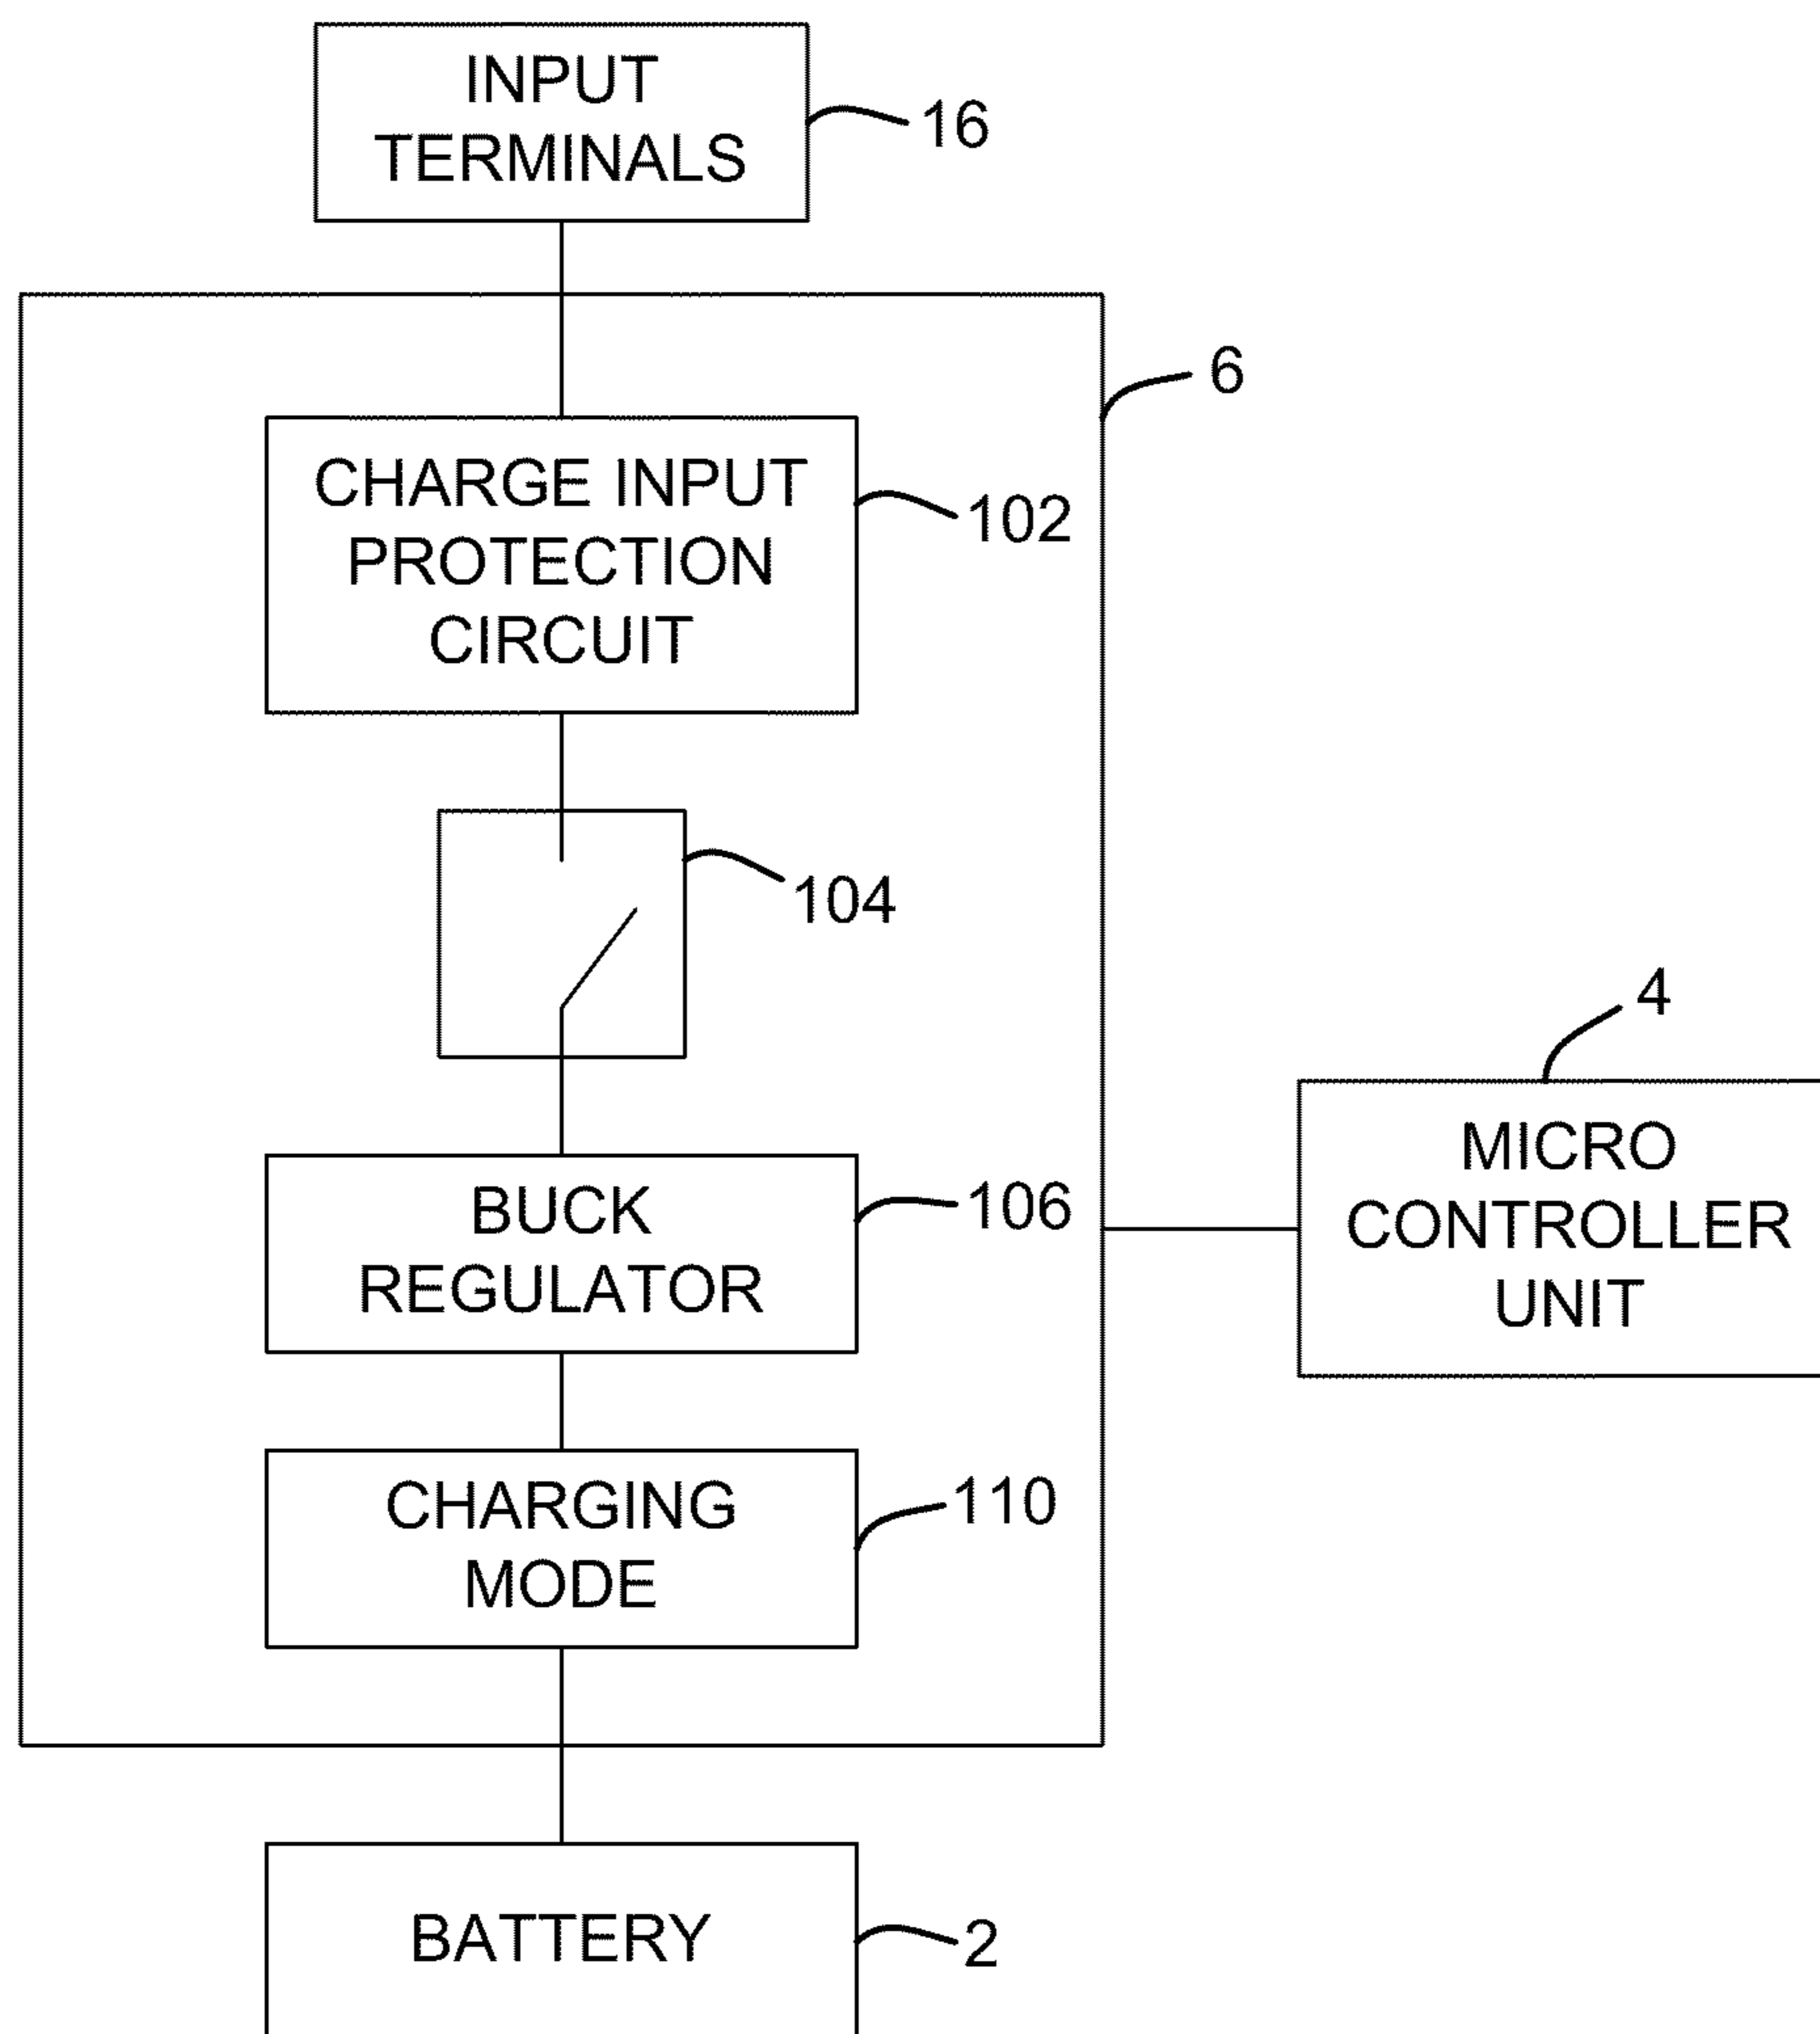 INPUT
TERMINALS
16
6
CHARGE INPUT
PROTECTION
CIRCUIT
102
104
4
MICRO
CONTROLLER
UNIT
BUCK
REGULATOR
106
CHARGING
MODE
110
BATTERY
2